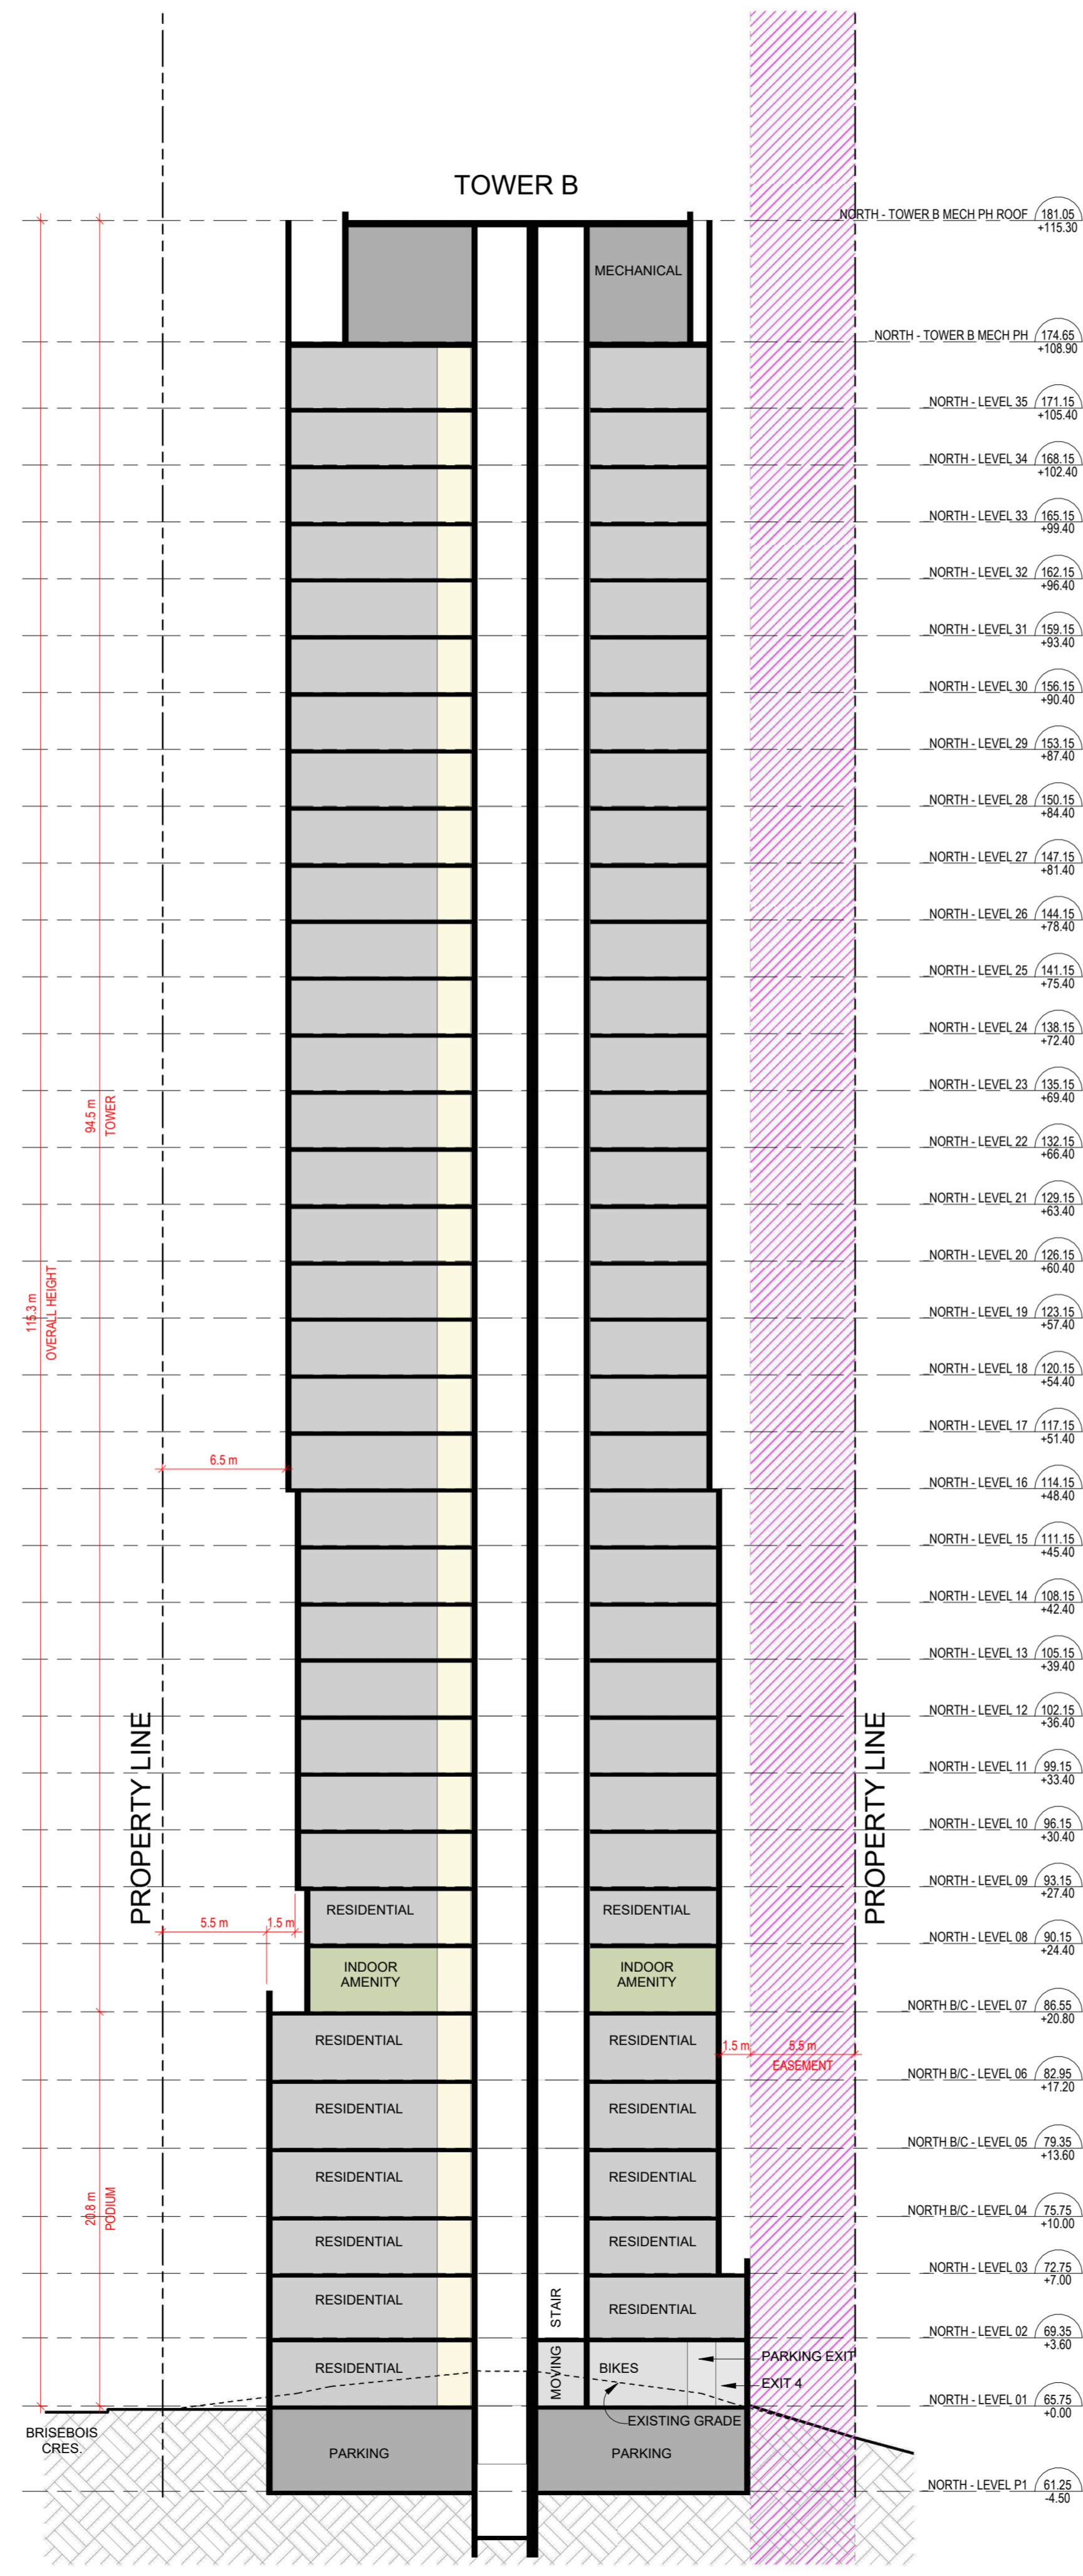 TOWER B
NORTH - TOWER B MECH PH ROOF 181.05
+115.30
MECHANICAL
NORTH - TOWER B MECH PH 174.65
+108.90
NORTH - LEVEL 35 171.15
+105.40
NORTH - LEVEL 34 168.15
+102.40
NORTH - LEVEL 33 165.15
+99.40
NORTH - LEVEL 32 162.15
+96.40
NORTH - LEVEL 31 159.15
+93.40
NORTH - LEVEL 30 156.15
+90.40
NORTH - LEVEL 29 153.15
+87.40
NORTH - LEVEL 28 150.15
+84.40
NORTH - LEVEL 27 147.15
+81.40
NORTH - LEVEL 26 144.15
+78.40
NORTH - LEVEL 25 141.15
+75.40
NORTH - LEVEL 24 138.15
+72.40
NORTH - LEVEL 23 135.15
+69.40
94.5 m
TOWER
NORTH - LEVEL 22 132.15
+66.40
NORTH - LEVEL 21 129.15
+63.40
NORTH - LEVEL 20 126.15
+60.40
115.3 m
OVERALL HEIGHT
NORTH - LEVEL 19 123.15
+57.40
NORTH - LEVEL 18 120.15
+54.40
NORTH - LEVEL 17 117.15
+51.40
6.5 m
NORTH - LEVEL 16 114.15
+48.40
NORTH - LEVEL 15 111.15
+45.40
NORTH - LEVEL 14 108.15
+42.40
NORTH - LEVEL 13 105.15
+39.40
NORTH - LEVEL 12 102.15
+36.40
PROPERTY LINE
PROPERTY LINE
NORTH - LEVEL 11 99.15
+33.40
NORTH - LEVEL 10 96.15
+30.40
NORTH - LEVEL 09 93.15
+27.40
RESIDENTIAL
RESIDENTIAL
5.5 m
1.5 m
NORTH - LEVEL 08 90.15
+24.40
INDOOR
AMENITY
INDOOR
AMENITY
NORTH B/C - LEVEL 07 86.55
+20.80
RESIDENTIAL
RESIDENTIAL
1.5 m
5.5 m
EASEMENT
NORTH B/C - LEVEL 06 82.95
+17.20
RESIDENTIAL
RESIDENTIAL
NORTH B/C - LEVEL 05 79.35
+13.60
RESIDENTIAL
RESIDENTIAL
20.8 m
PODIUM
NORTH B/C - LEVEL 04 75.75
+10.00
RESIDENTIAL
RESIDENTIAL
NORTH - LEVEL 03 72.75
+7.00
RESIDENTIAL
STAIR
RESIDENTIAL
NORTH - LEVEL 02 69.35
+3.60
RESIDENTIAL
MOVING
BIKES
PARKING EXIT
EXIT 4
NORTH - LEVEL 01 65.75
+0.00
EXISTING GRADE
BRISEBOIS
CRES.
PARKING
PARKING
NORTH - LEVEL P1 61.25
-4.50